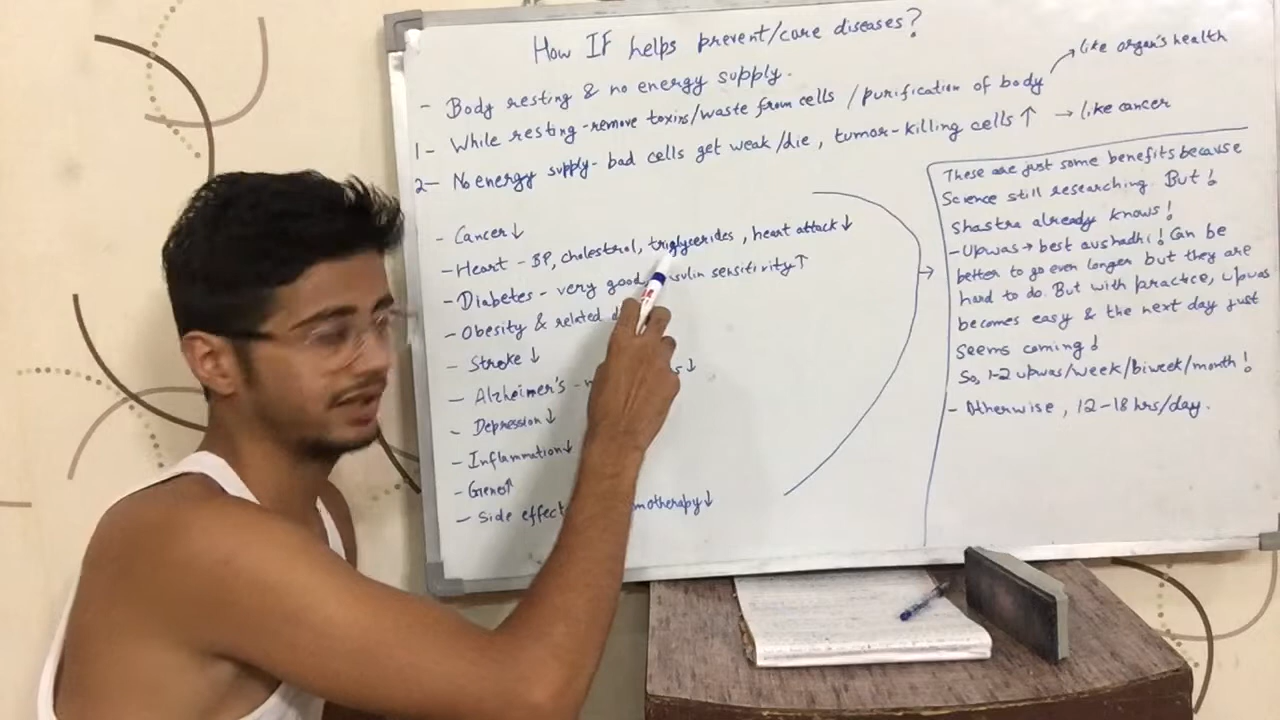 How IF helps prevent/cure diseases?
- Body resting & no energy supply.
1- While resting - remove toxins/waste from cells / purification of body → like organ's health
2- No energy supply - bad cells get weak/die, tumor-killing cells ↑ → like cancer
- Cancer ↓
- Heart - BP, cholestrol, triglycerides, heart attack ↓
- Diabetes - very good, sulin sensitivity ↑
- Obesity & related
- Stroke ↓
- Alzheimer's - ↓
- Depression ↓
- Inflammation ↓
- Genes ↑
- Side effect motherapy ↓
These are just some benefits because
Science still researching. But!
Shastra already knows!
- Upwas → best aushadhi! Can be
better to go even longer but they are
hard to do. But with practice, upwas
becomes easy & the next day just
seems coming!
So, 1-2 upwas/week/biweek/month!
- Otherwise, 12-18 hrs/day.